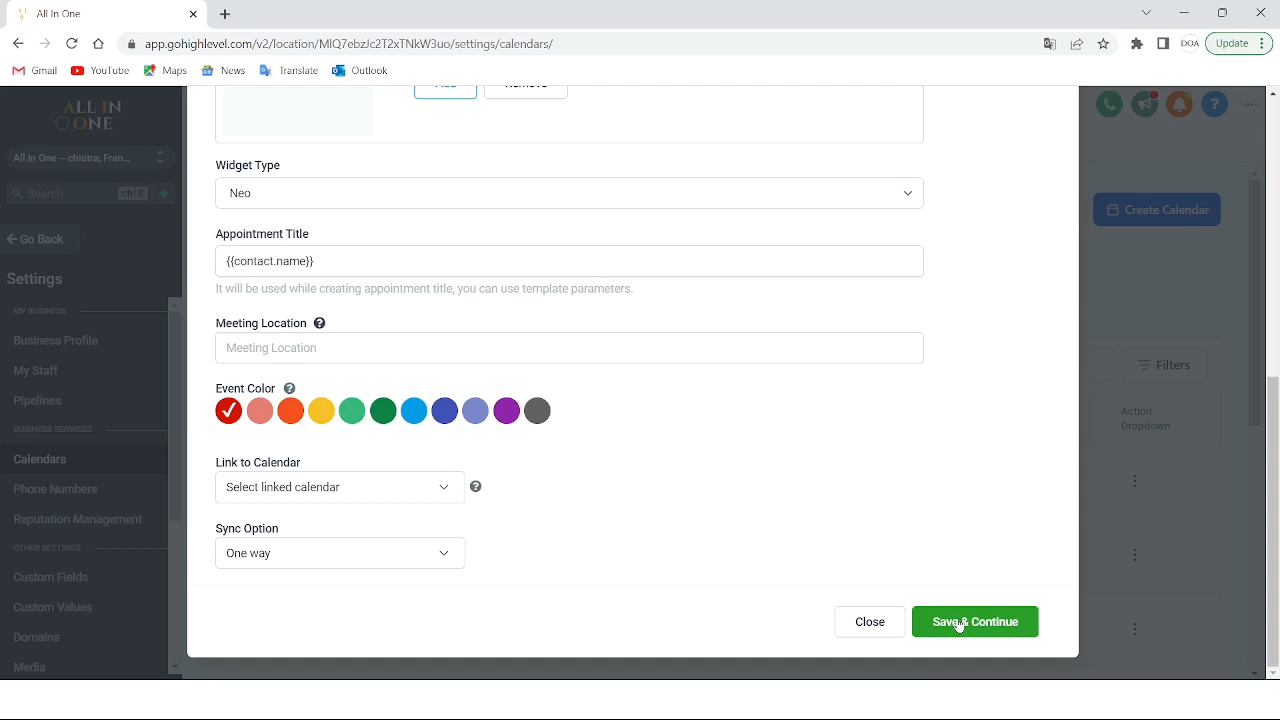 All In One
app.gohighlevel.com/v2/location/MIQ7ebzJc2T2xTNkW3uo/settings/calendars/
DOA
Update
Gmail
YouTube
Maps
News
Translate
Outlook
ALL IN
ONE
All In One – chiatra, Fran...
Search
ctrl K
Go Back
Settings
MY BUSINESS
Business Profile
My Staff
Pipelines
BUSINESS SERVICES
Calendars
Phone Numbers
Reputation Management
OTHER SETTINGS
Custom Fields
Custom Values
Domains
Media
Widget Type
Neo
Appointment Title
{{contact.name}}
It will be used while creating appointment title, you can use template parameters.
Meeting Location
Meeting Location
Event Color
Link to Calendar
Select linked calendar
Sync Option
One way
Close
Save & Continue
Create Calendar
Filters
Action
Dropdown